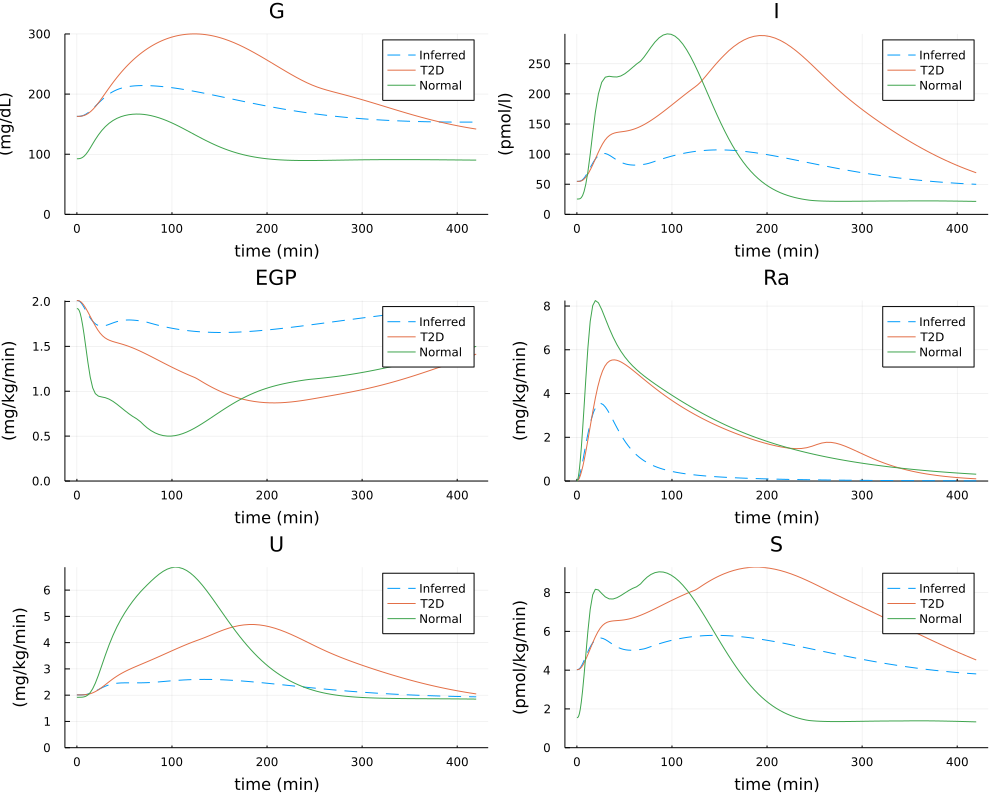 G
300
200
100
0
(mg/dL)
0 100 200 300 400
time (min)
Inferred
T2D
Normal
I
250
200
150
100
50
0
(pmol/l)
0 100 200 300 400
time (min)
Inferred
T2D
Normal
EGP
2.0
1.5
1.0
0.5
0.0
(mg/kg/min)
0 100 200 300 400
time (min)
Inferred
T2D
Normal
Ra
8
6
4
2
0
(mg/kg/min)
0 100 200 300 400
time (min)
Inferred
T2D
Normal
U
6
5
4
3
2
1
0
(mg/kg/min)
0 100 200 300 400
time (min)
Inferred
T2D
Normal
S
8
6
4
2
0
(pmol/kg/min)
0 100 200 300 400
time (min)
Inferred
T2D
Normal